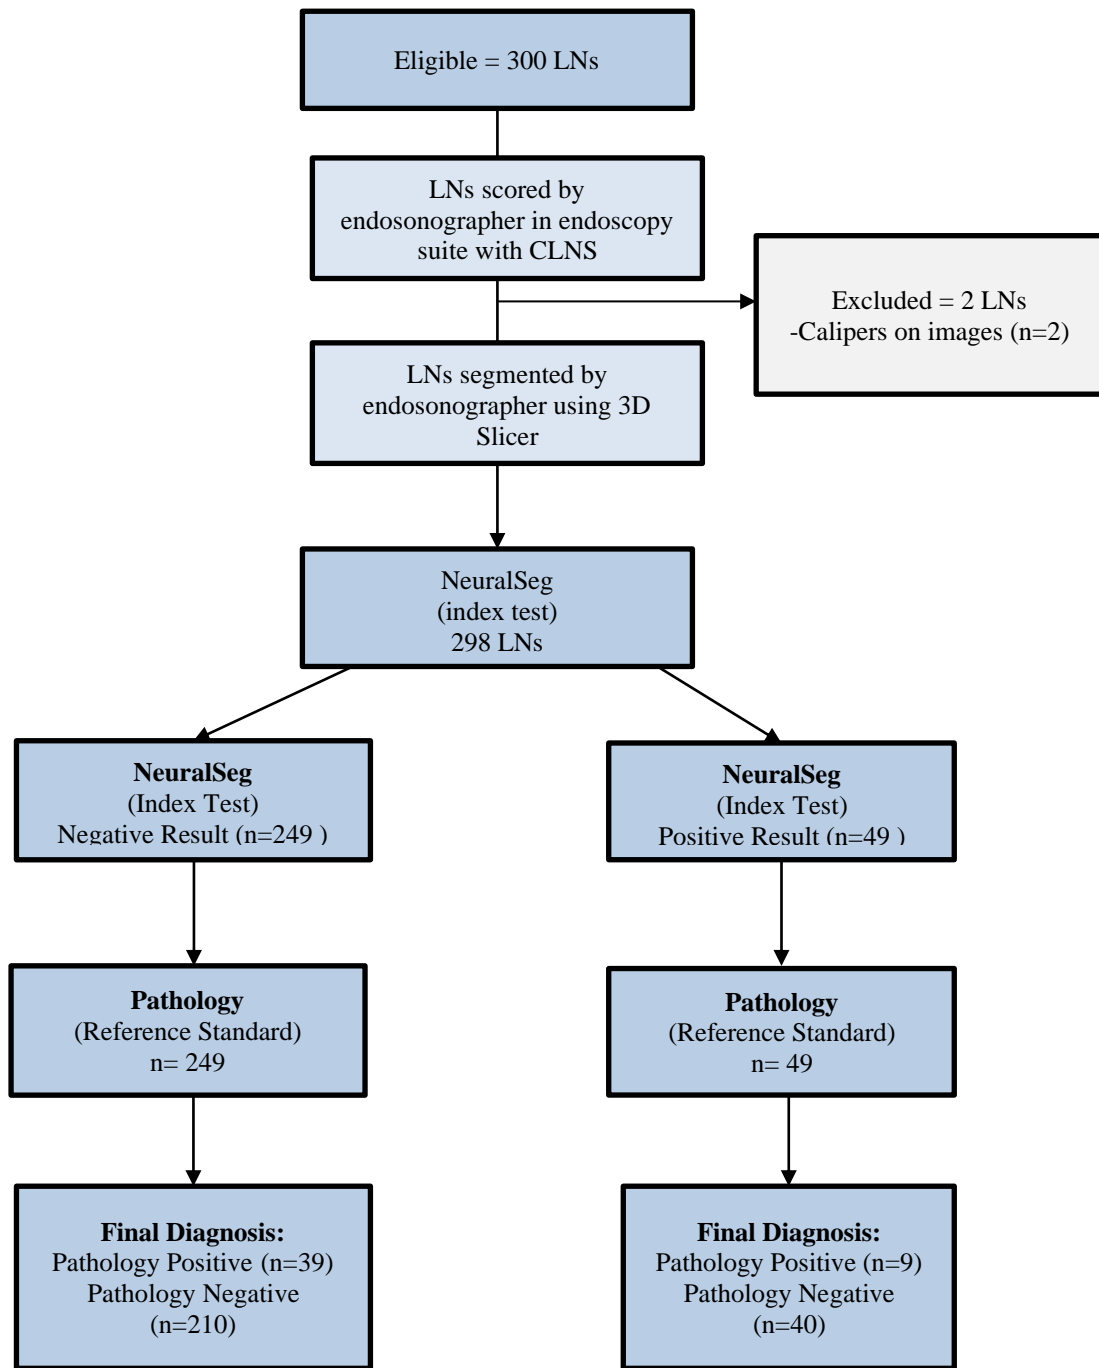 Eligible = 300 LNs
LNs scored by
endosonographer in endoscopy
suite with CLNS
Excluded = 2 LNs
-Calipers on images (n=2)
LNs segmented by
endosonographer using 3D
Slicer
NeuralSeg
(index test)
298 LNs
NeuralSeg
(Index Test)
Negative Result (n=249 )
NeuralSeg
(Index Test)
Positive Result (n=49 )
Pathology
(Reference Standard)
n= 249
Pathology
(Reference Standard)
n= 49
Final Diagnosis:
Pathology Positive (n=39)
Pathology Negative
(n=210)
Final Diagnosis:
Pathology Positive (n=9)
Pathology Negative
(n=40)